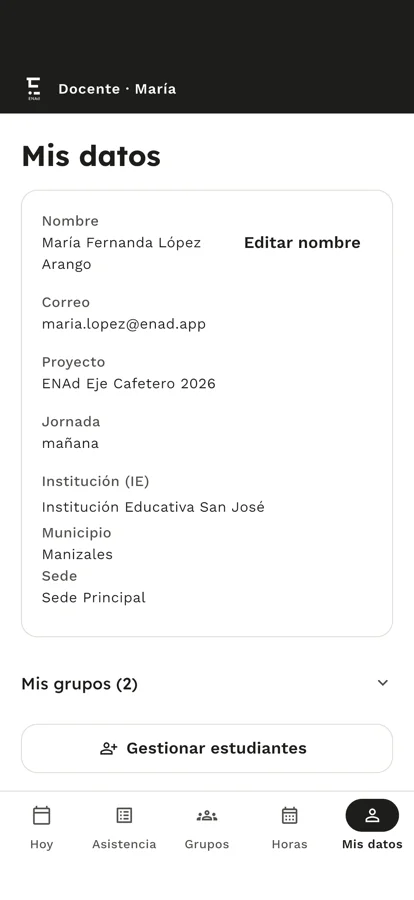 ENAd
Docente · María
Mis datos
Nombre
María Fernanda López
Arango
Editar nombre
Correo
maria.lopez@enad.app
Proyecto
ENAd Eje Cafetero 2026
Jornada
mañana
Institución (IE)
Institución Educativa San José
Municipio
Manizales
Sede
Sede Principal
Mis grupos (2)
Gestionar estudiantes
Hoy
Asistencia
Grupos
Horas
Mis datos